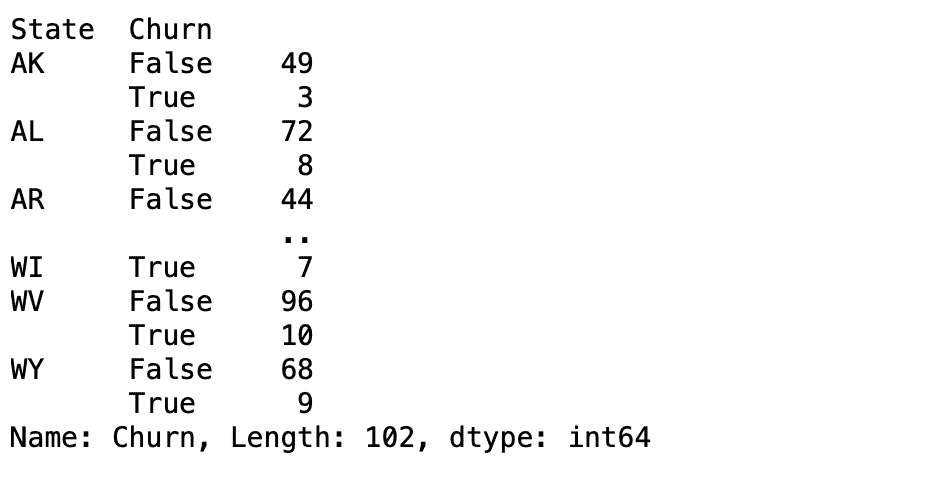 State  Churn
AK     False    49
       True      3
AL     False    72
       True      8
AR     False    44
                ..
WI     True      7
WV     False    96
       True     10
WY     False    68
       True      9
Name: Churn, Length: 102, dtype: int64